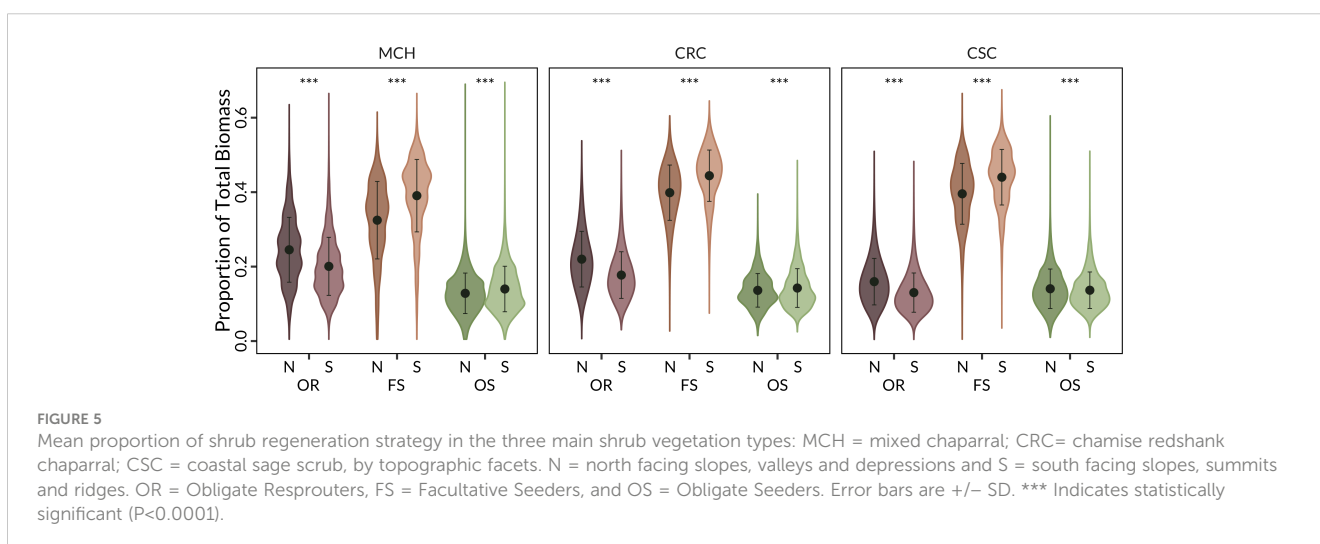 MCH CRC CSC
*** *** *** *** *** *** *** *** ***
Proportion of Total Biomass
0.6
0.4
0.2
0.0
N S N S N S N S N S N S N S N S N S
OR FS OS OR FS OS OR FS OS
FIGURE 5
Mean proportion of shrub regeneration strategy in the three main shrub vegetation types: MCH = mixed chaparral; CRC= chamise redshank
chaparral; CSC = coastal sage scrub, by topographic facets. N = north facing slopes, valleys and depressions and S = south facing slopes, summits
and ridges. OR = Obligate Resprouters, FS = Facultative Seeders, and OS = Obligate Seeders. Error bars are +/– SD. *** Indicates statistically
significant (P<0.0001).